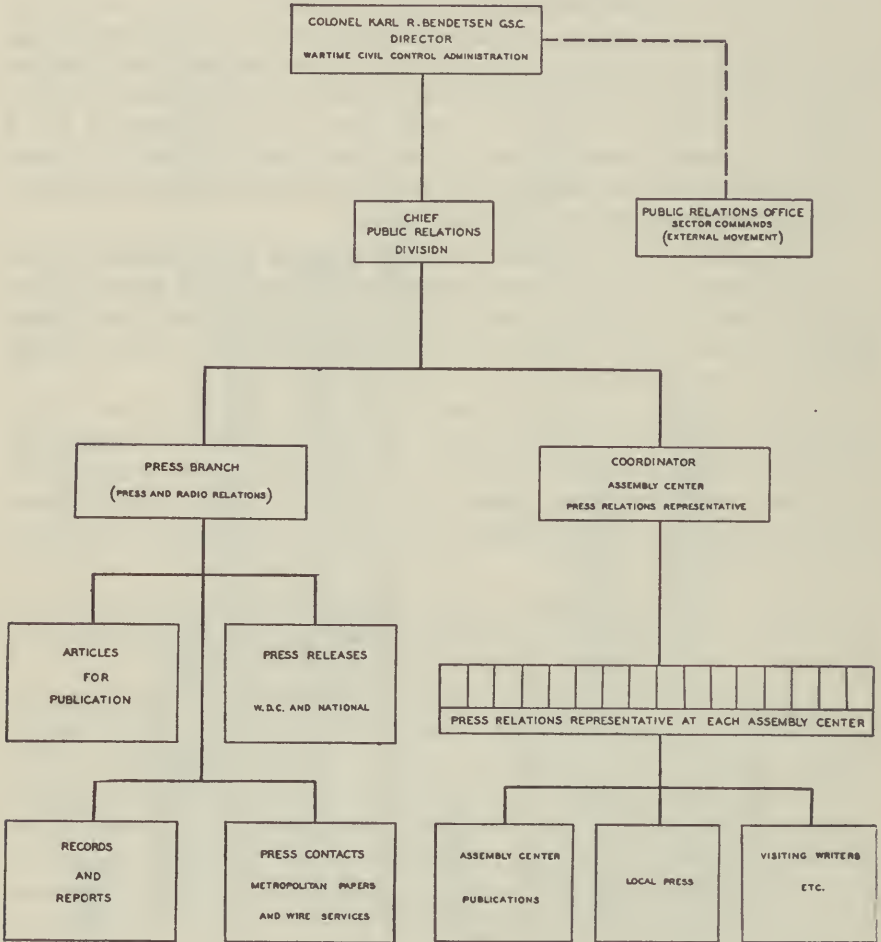 COLONEL KARL R. BENDETSEN G.S.C.
DIRECTOR
WARTIME CIVIL CONTROL ADMINISTRATION
CHIEF
PUBLIC RELATIONS
DIVISION
PUBLIC RELATIONS OFFICE
SECTOR COMMANDS
(EXTERNAL MOVEMENT)
PRESS BRANCH
(PRESS AND RADIO RELATIONS)
COORDINATOR
ASSEMBLY CENTER
PRESS RELATIONS REPRESENTATIVE
ARTICLES
FOR
PUBLICATION
PRESS RELEASES
W.D.C. AND NATIONAL
PRESS RELATIONS REPRESENTATIVE AT EACH ASSEMBLY CENTER
RECORDS
AND
REPORTS
PRESS CONTACTS
METROPOLITAN PAPERS
AND WIRE SERVICES
ASSEMBLY CENTER
PUBLICATIONS
LOCAL PRESS
VISITING WRITERS
ETC.